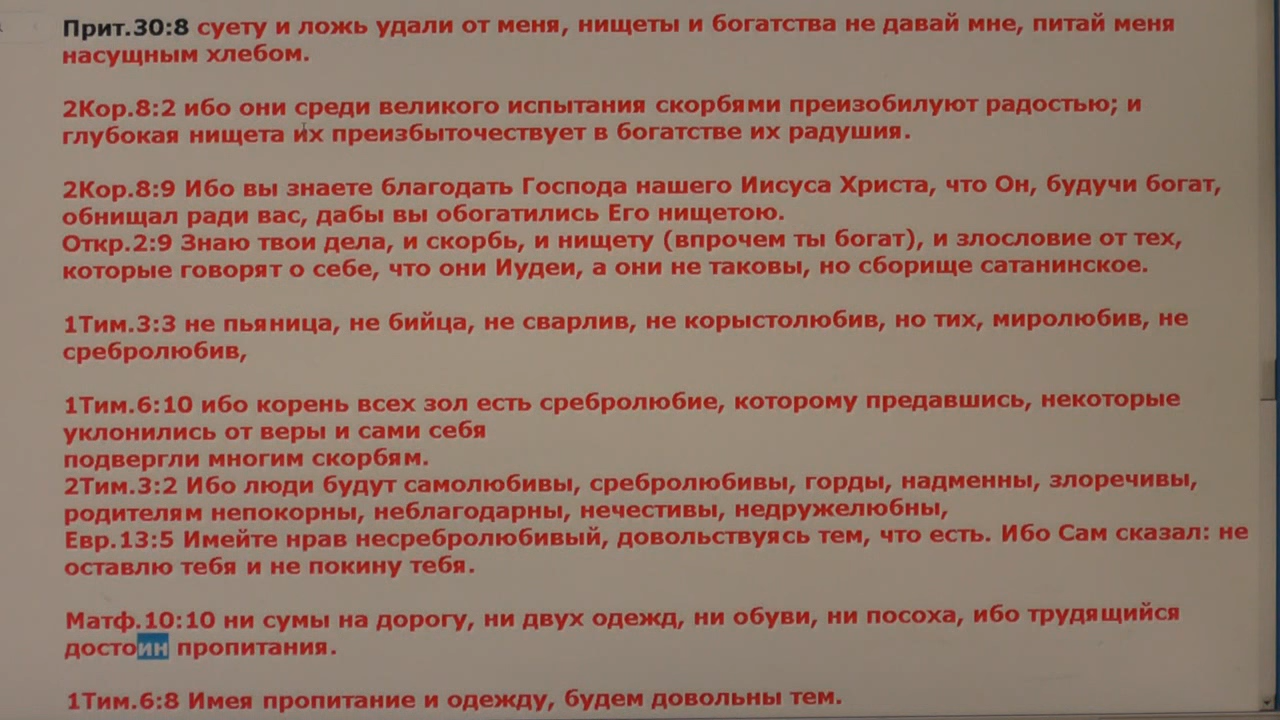 Прит.30:8 суету и ложь удали от меня, нищеты и богатства не давай мне, питай меня
насущным хлебом.
2Кор.8:2 ибо они среди великого испытания скорбями преизобилуют радостью; и
глубокая нищета их преизбыточествует в богатстве их радушия.
2Кор.8:9 Ибо вы знаете благодать Господа нашего Иисуса Христа, что Он, будучи богат,
обнищал ради вас, дабы вы обогатились Его нищетою.
Откр.2:9 Знаю твои дела, и скорбь, и нищету (впрочем ты богат), и злословие от тех,
которые говорят о себе, что они Иудеи, а они не таковы, но сборище сатанинское.
1Тим.3:3 не пьяница, не бийца, не сварлив, не корыстолюбив, но тих, миролюбив, не
сребролюбив,
1Тим.6:10 ибо корень всех зол есть сребролюбие, которому предавшись, некоторые
уклонились от веры и сами себя
подвергли многим скорбям.
2Тим.3:2 Ибо люди будут самолюбивы, сребролюбивы, горды, надменны, злоречивы,
родителям непокорны, неблагодарны, нечестивы, недружелюбны,
Евр.13:5 Имейте нрав несребролюбивый, довольствуясь тем, что есть. Ибо Сам сказал: не
оставлю тебя и не покину тебя.
Матф.10:10 ни сумы на дорогу, ни двух одежд, ни обуви, ни посоха, ибо трудящийся
достоин пропитания.
1Тим.6:8 Имея пропитание и одежду, будем довольны тем.